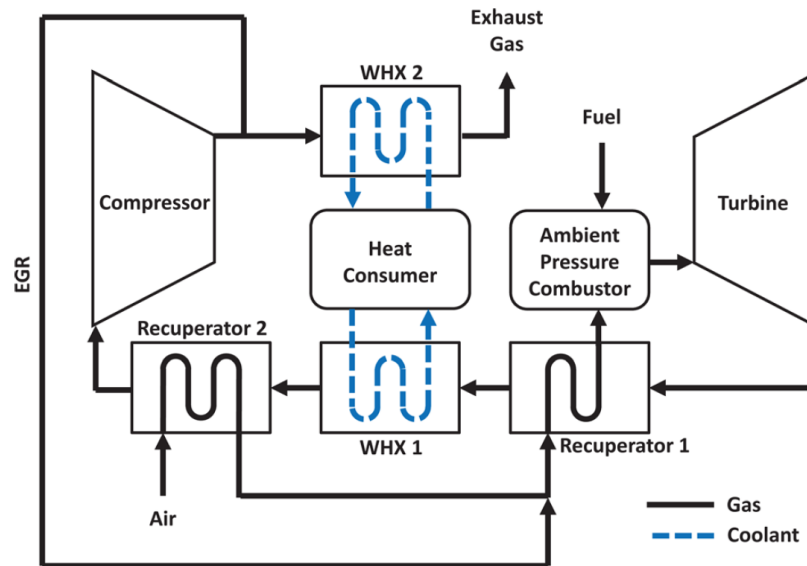 Exhaust
Gas
WHX 2
Fuel
Compressor
Turbine
Heat
Consumer
Ambient
Pressure
Combustor
EGR
Recuperator 2
WHX 1
Recuperator 1
Air
Gas
Coolant